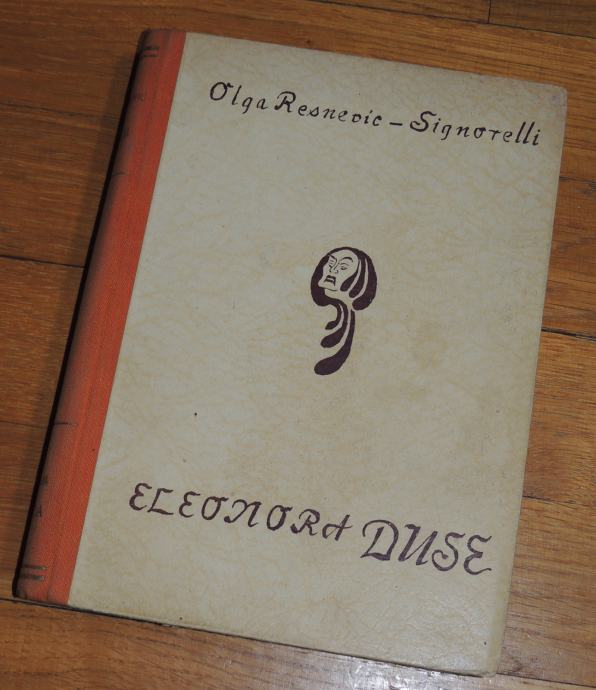 Olga Resnevic – Signorelli
ELEONORA DUSE